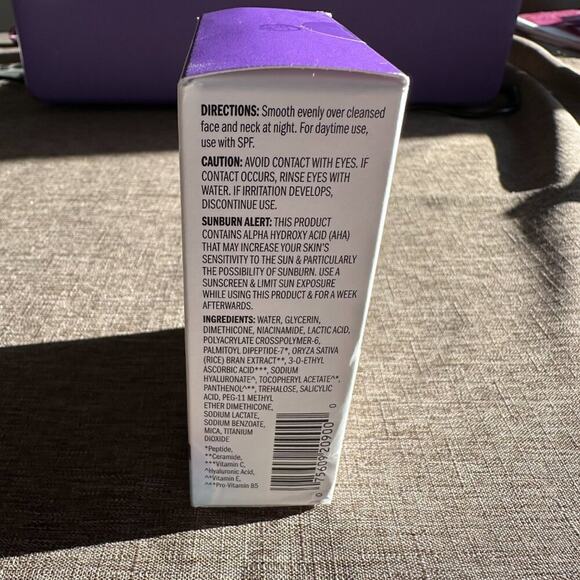 DIRECTIONS: Smooth evenly over cleansed
face and neck at night. For daytime use,
use with SPF.
CAUTION: AVOID CONTACT WITH EYES. IF
CONTACT OCCURS, RINSE EYES WITH
WATER. IF IRRITATION DEVELOPS,
DISCONTINUE USE.
SUNBURN ALERT: THIS PRODUCT
CONTAINS ALPHA HYDROXY ACID (AHA)
THAT MAY INCREASE YOUR SKIN'S
SENSITIVITY TO THE SUN & PARTICULARLY
THE POSSIBILITY OF SUNBURN. USE A
SUNSCREEN & LIMIT SUN EXPOSURE
WHILE USING THIS PRODUCT & FOR A WEEK
AFTERWARDS.
INGREDIENTS: WATER, GLYCERIN,
DIMETHICONE, NIACINAMIDE, LACTIC ACID,
POLYACRYLATE CROSSPOLYMER-6,
PALMITOYL DIPEPTIDE-7*, ORYZA SATIVA
(RICE) BRAN EXTRACT**, 3-O-ETHYL
ASCORBIC ACID***, SODIUM
HYALURONATE^, TOCOPHERYL ACETATE^*,
PANTHENOL^**, TREHALOSE, SALICYLIC
ACID, PEG-11 METHYL
ETHER DIMETHICONE,
SODIUM LACTATE,
SODIUM BENZOATE,
MICA, TITANIUM
DIOXIDE
*Peptide,
**Ceramide,
***Vitamin C,
^Hyaluronic Acid,
^*Vitamin E,
^**Pro-Vitamin B5
0 75609 20900 0